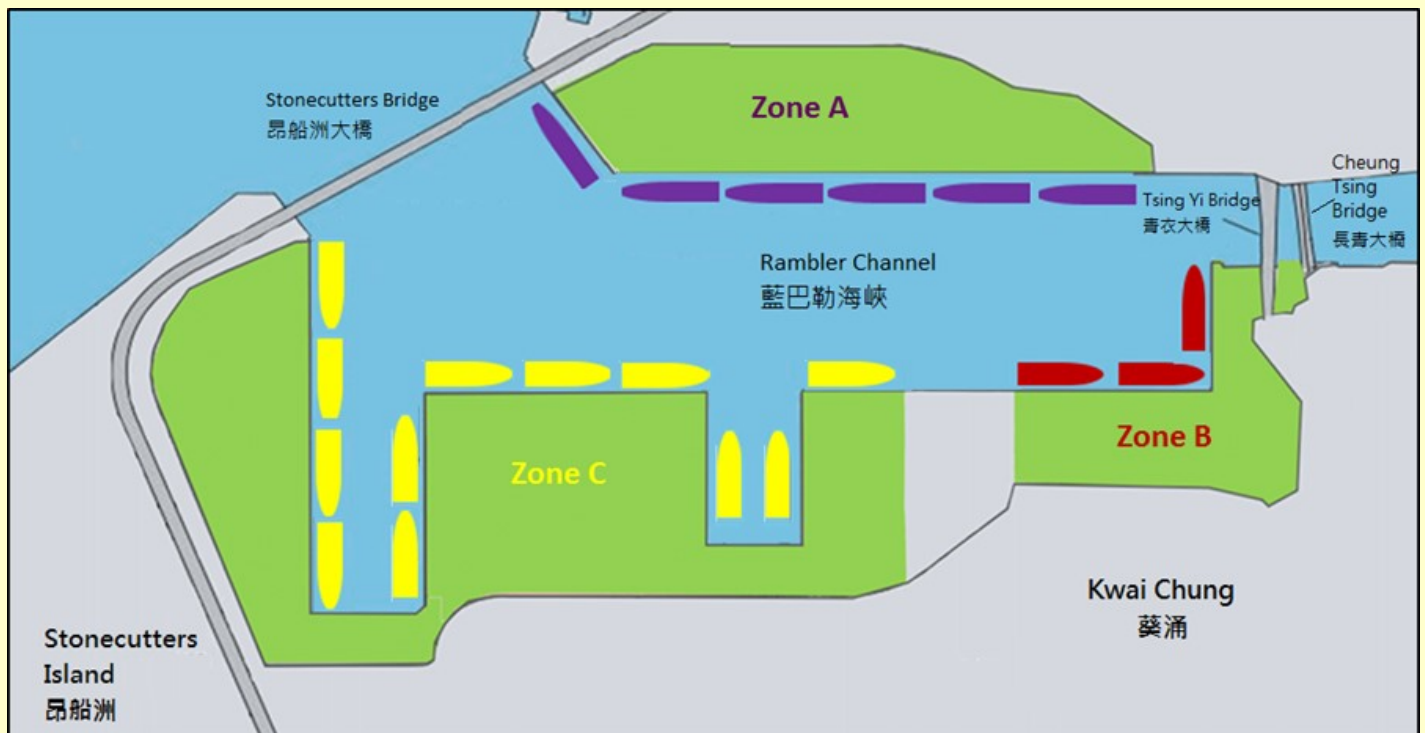 Stonecutters Bridge
昂船洲大橋
Zone A
Cheung
Tsing
Bridge
長青大橋
Tsing Yi Bridge
青衣大橋
Rambler Channel
藍巴勒海峽
Zone B
Zone C
Kwai Chung
葵涌
Stonecutters
Island
昂船洲